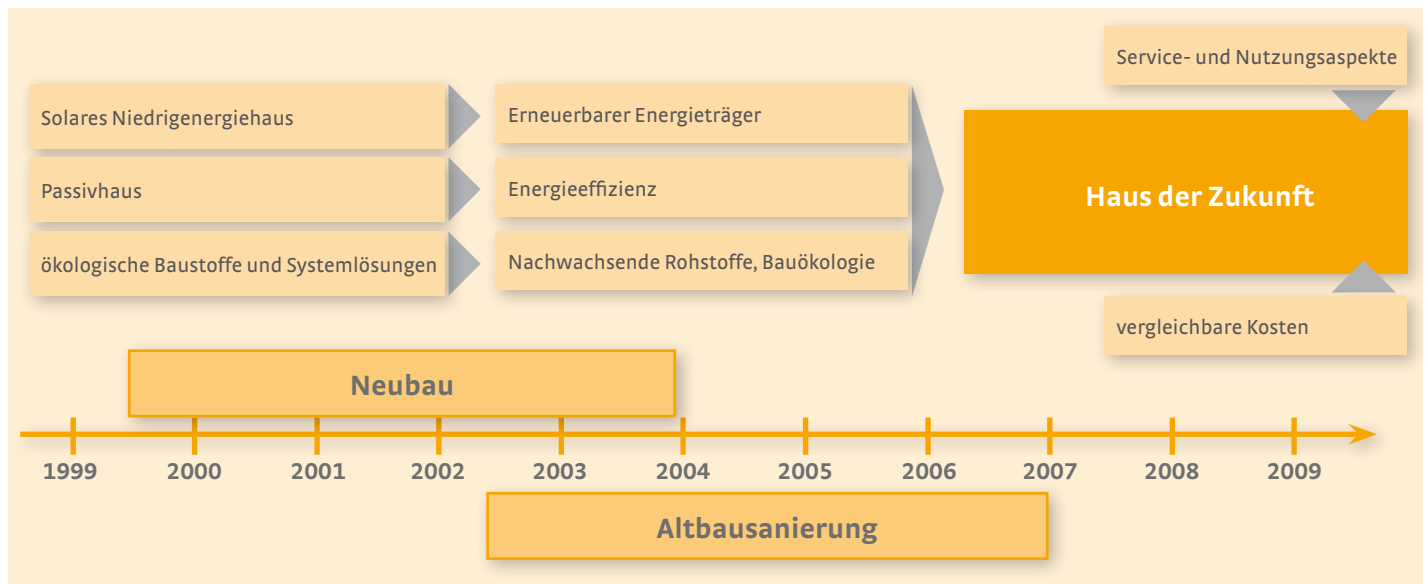 Service- und Nutzungsaspekte
Solares Niedrigenergiehaus
Erneuerbarer Energieträger
Passivhaus
Energieeffizienz
Haus der Zukunft
ökologische Baustoffe und Systemlösungen
Nachwachsende Rohstoffe, Bauökologie
vergleichbare Kosten
Neubau
1999 2000 2001 2002 2003 2004 2005 2006 2007 2008 2009
Altbausanierung